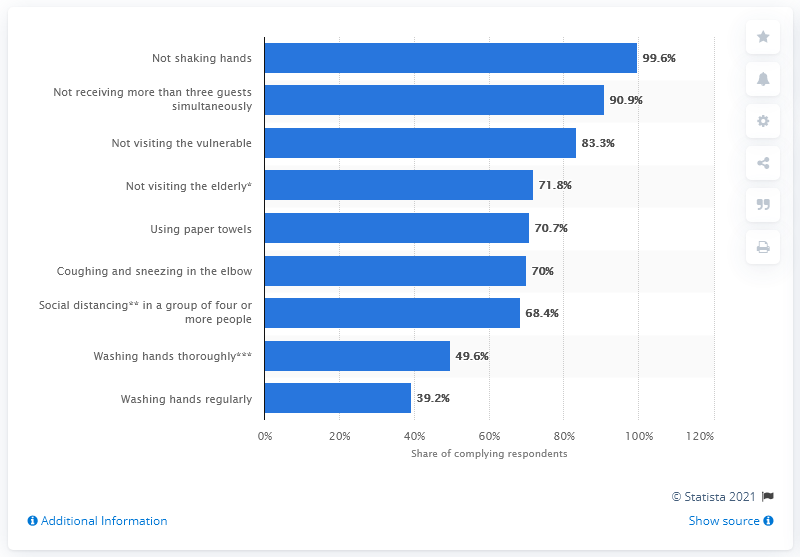 Not shaking hands
99.6%
Not receiving more than three guests
simultaneously
90.9%
Not visiting the vulnerable
83.3%
Not visiting the elderly*
71.8%
Using paper towels
70.7%
Coughing and sneezing in the elbow
70%
Social distancing** in a group of four or
more people
68.4%
Washing hands thoroughly***
49.6%
Washing hands regularly
39.2%
0% 20% 40% 60% 80% 100% 120%
Share of complying respondents
© Statista 2021
Additional Information
Show source